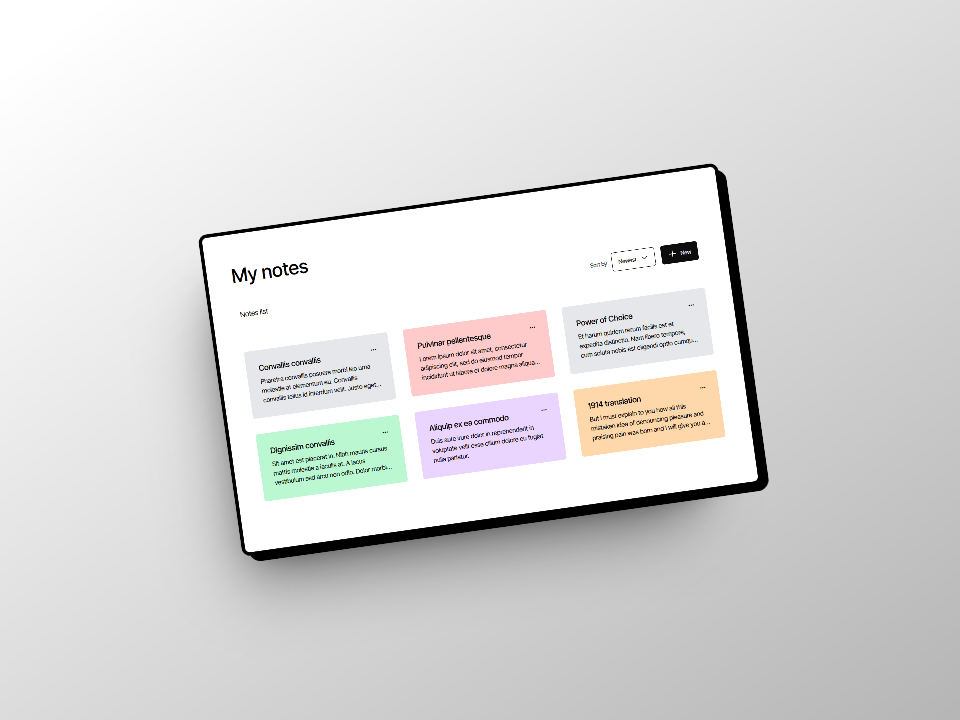 My notes
Sort by
Newest
New
Notes list
Convallis convallis
Pharetra convallis posuere morbi leo urna
molestie at elementum eu. Convallis
convallis tellus id interdum velit. Justo eget...
Pulvinar pellentesque
Lorem ipsum dolor sit amet, consectetur
adipiscing elit, sed do eiusmod tempor
incididunt ut labore et dolore magna aliqua....
Power of Choice
Et harum quidem rerum facilis est et
expedita distinctio. Nam libero tempore,
cum soluta nobis est eligendi optio cumqu...
Dignissim convallis
Sit amet est placerat in. Nibh mauris cursus
mattis molestie a iaculis at. A lacus
vestibulum sed arcu non odio. Dolor morbi...
Aliquip ex ea commodo
Duis aute irure dolor in reprehenderit in
voluptate velit esse cillum dolore eu fugiat
nulla pariatur.
1914 translation
But I must explain to you how all this
mistaken idea of denouncing pleasure and
praising pain was born and I will give you a...